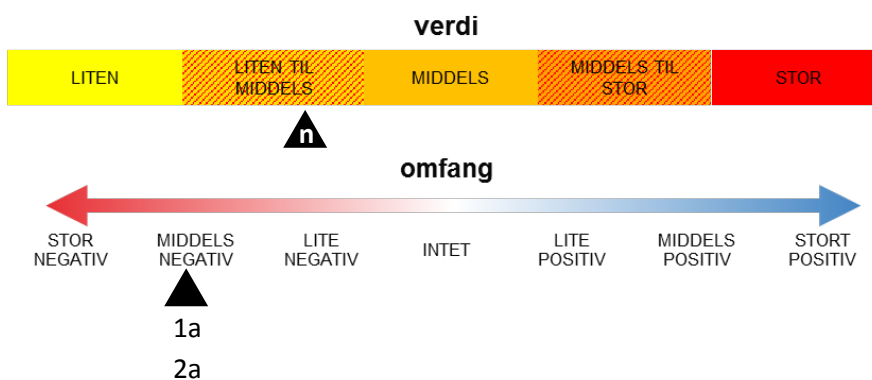 verdi
LITEN
LITEN TIL
MIDDELS
MIDDELS
MIDDELS TIL
STOR
STOR
n
omfang
STOR
NEGATIV
MIDDELS
NEGATIV
LITE
NEGATIV
INTET
LITE
POSITIV
MIDDELS
POSITIV
STORT
POSITIV
1a
2a